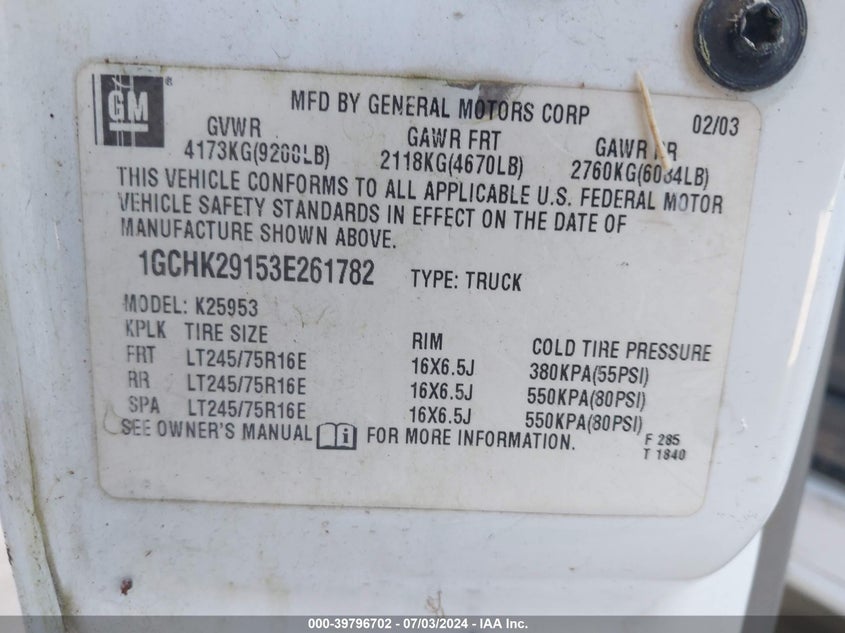 GM®
MFD BY GENERAL MOTORS CORP 02/03
GVWR GAWR FRT GAWR RR
4173KG(9200LB) 2118KG(4670LB) 2760KG(6084LB)
THIS VEHICLE CONFORMS TO ALL APPLICABLE U.S. FEDERAL MOTOR
VEHICLE SAFETY STANDARDS IN EFFECT ON THE DATE OF
MANUFACTURE SHOWN ABOVE.
1GCHK29153E261782 TYPE: TRUCK
MODEL: K25953
KPLK TIRE SIZE RIM COLD TIRE PRESSURE
FRT LT245/75R16E 16X6.5J 380KPA(55PSI)
RR LT245/75R16E 16X6.5J 550KPA(80PSI)
SPA LT245/75R16E 16X6.5J 550KPA(80PSI)
SEE OWNER'S MANUAL FOR MORE INFORMATION.
F 285
T 1840
000-39796702 - 07/03/2024 - IAA Inc.